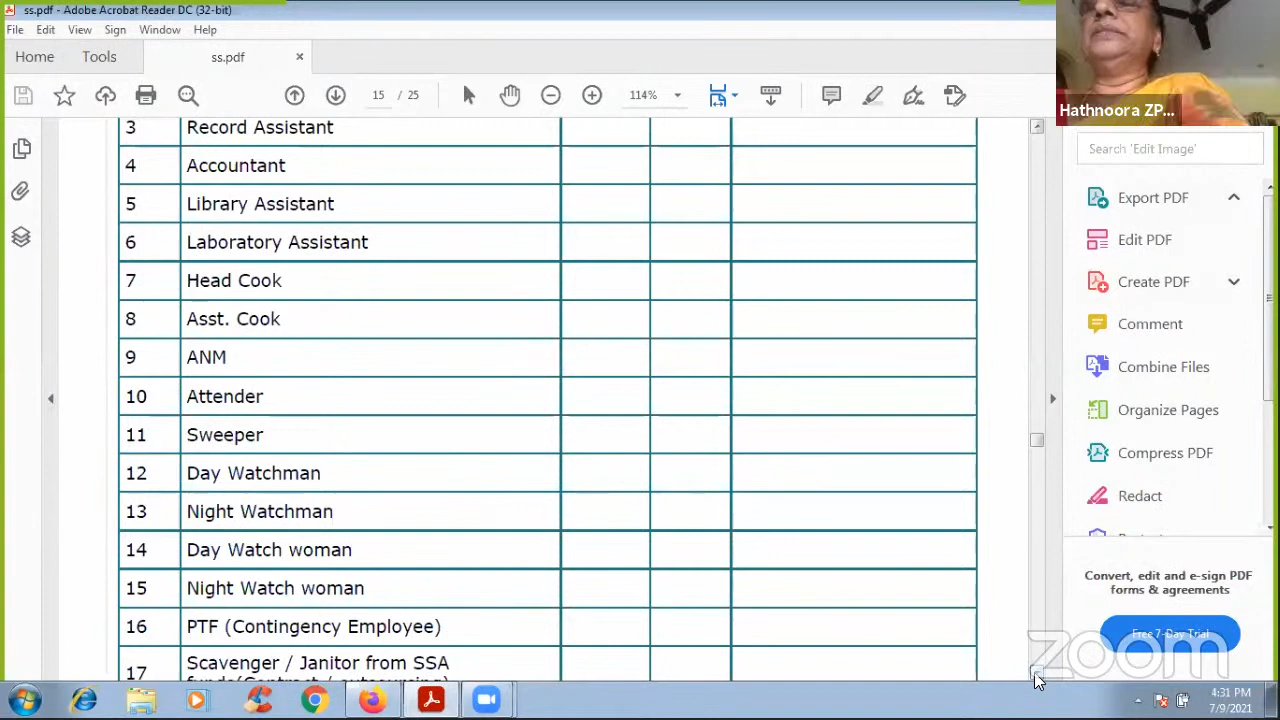 ss.pdf - Adobe Acrobat Reader DC (32-bit)
File Edit View Sign Window Help
Home Tools ss.pdf ×
15 / 25 114%
Hathnoora ZP...
Search 'Edit Image'
3 Record Assistant
4 Accountant
5 Library Assistant
6 Laboratory Assistant
7 Head Cook
8 Asst. Cook
9 ANM
10 Attender
11 Sweeper
12 Day Watchman
13 Night Watchman
14 Day Watch woman
15 Night Watch woman
16 PTF (Contingency Employee)
17 Scavenger / Janitor from SSA
Export PDF
Edit PDF
Create PDF
Comment
Combine Files
Organize Pages
Compress PDF
Redact
Convert, edit and e-sign PDF
forms & agreements
Free 7-Day Trial
zoom
4:31 PM
7/9/2021